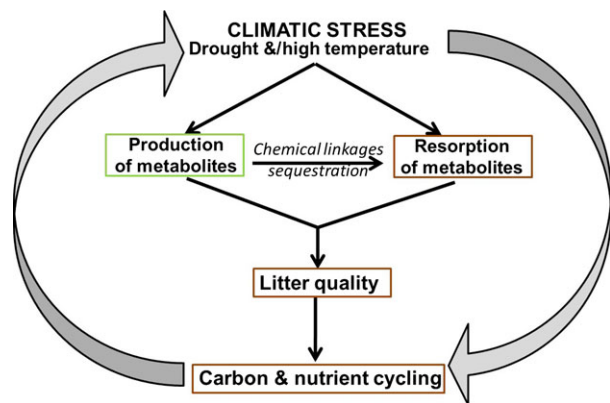 CLIMATIC STRESS
Drought &/high temperature
Production
of metabolites
Chemical linkages
sequestration
Resorption
of metabolites
Litter quality
Carbon & nutrient cycling